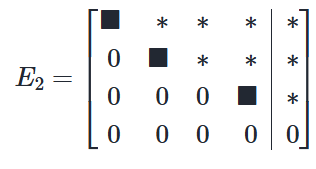 E₂ =
■ * * * | *
0 ■ * * | *
0 0 0 ■ | *
0 0 0 0 | 0